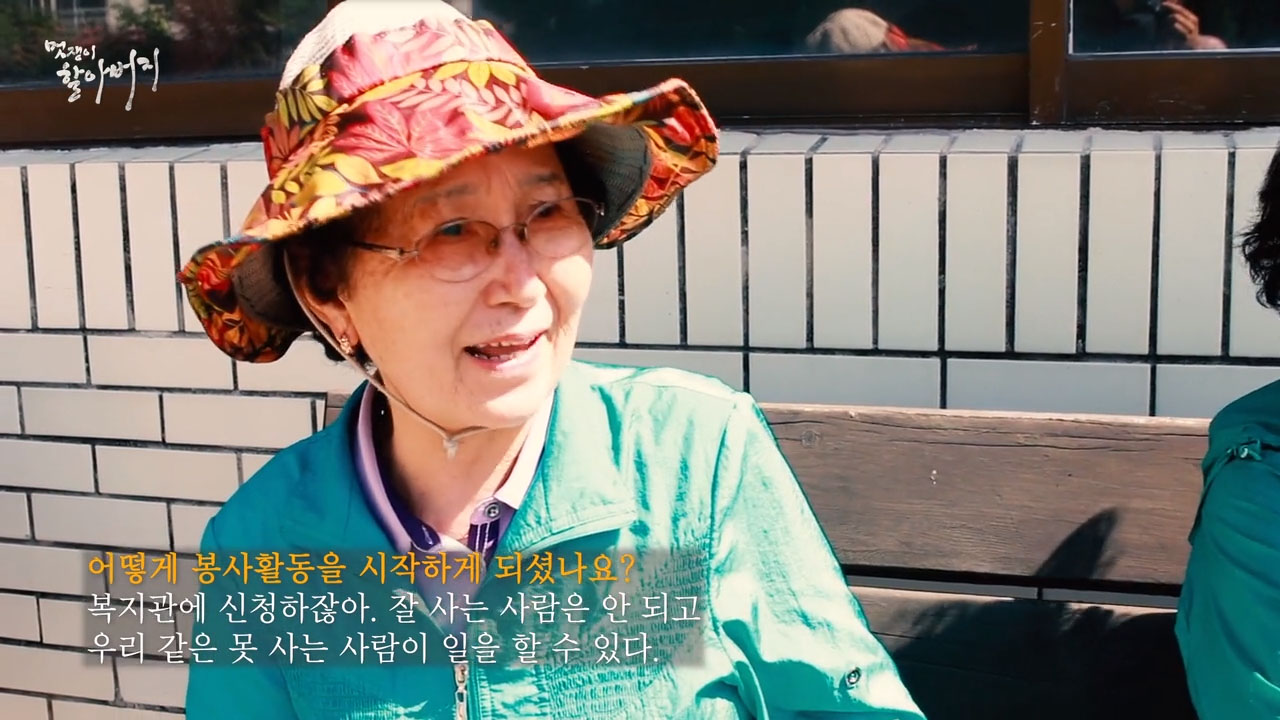 멋쟁이
할아버지
어떻게 봉사활동을 시작하게 되셨나요?
복지관에 신청하잖아. 잘 사는 사람은 안 되고
우리 같은 못 사는 사람이 일을 할 수 있다.